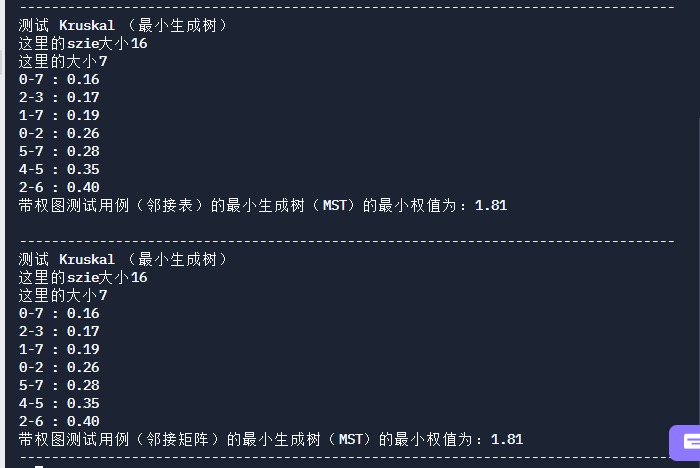 --------------------------------------------------------------------------------
测试 Kruskal （最小生成树）
这里的szie大小16
这里的大小7
0-7 : 0.16
2-3 : 0.17
1-7 : 0.19
0-2 : 0.26
5-7 : 0.28
4-5 : 0.35
2-6 : 0.40
带权图测试用例（邻接表）的最小生成树（MST）的最小权值为：1.81
--------------------------------------------------------------------------------
测试 Kruskal （最小生成树）
这里的szie大小16
这里的大小7
0-7 : 0.16
2-3 : 0.17
1-7 : 0.19
0-2 : 0.26
5-7 : 0.28
4-5 : 0.35
2-6 : 0.40
带权图测试用例（邻接矩阵）的最小生成树（MST）的最小权值为：1.81
--------------------------------------------------------------------------------